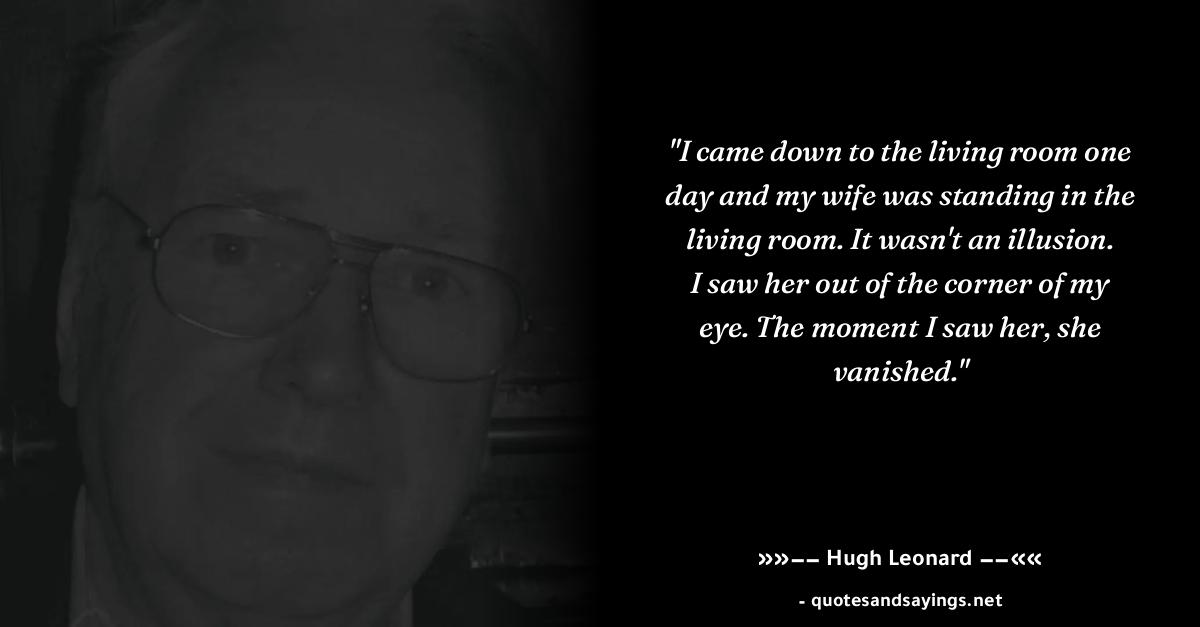 "I came down to the living room one
day and my wife was standing in the
living room. It wasn't an illusion.
I saw her out of the corner of my
eye. The moment I saw her, she
vanished."
»»−− Hugh Leonard −−««
- quotesandsayings.net